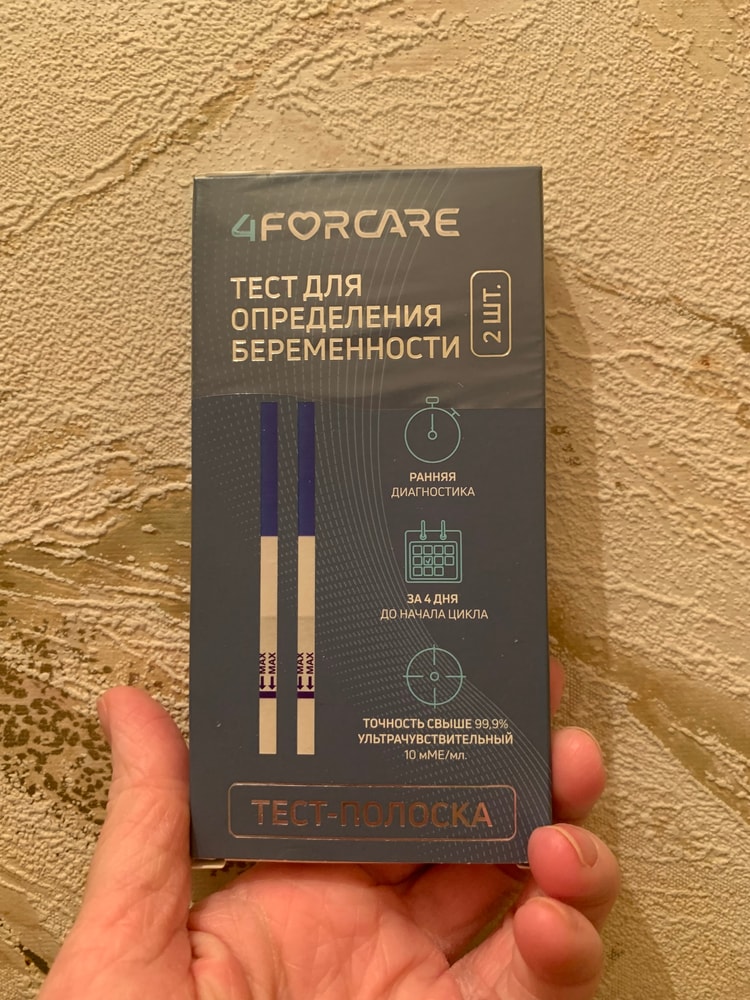 4FORCARE
ТЕСТ ДЛЯ
ОПРЕДЕЛЕНИЯ
БЕРЕМЕННОСТИ
2 ШТ.
РАННЯЯ
ДИАГНОСТИКА
ЗА 4 ДНЯ
ДО НАЧАЛА ЦИКЛА
MAX
MAX
MAX
MAX
ТОЧНОСТЬ СВЫШЕ 99,9%
УЛЬТРАЧУВСТВИТЕЛЬНЫЙ
10 мМЕ/мл.
ТЕСТ-ПОЛОСКА